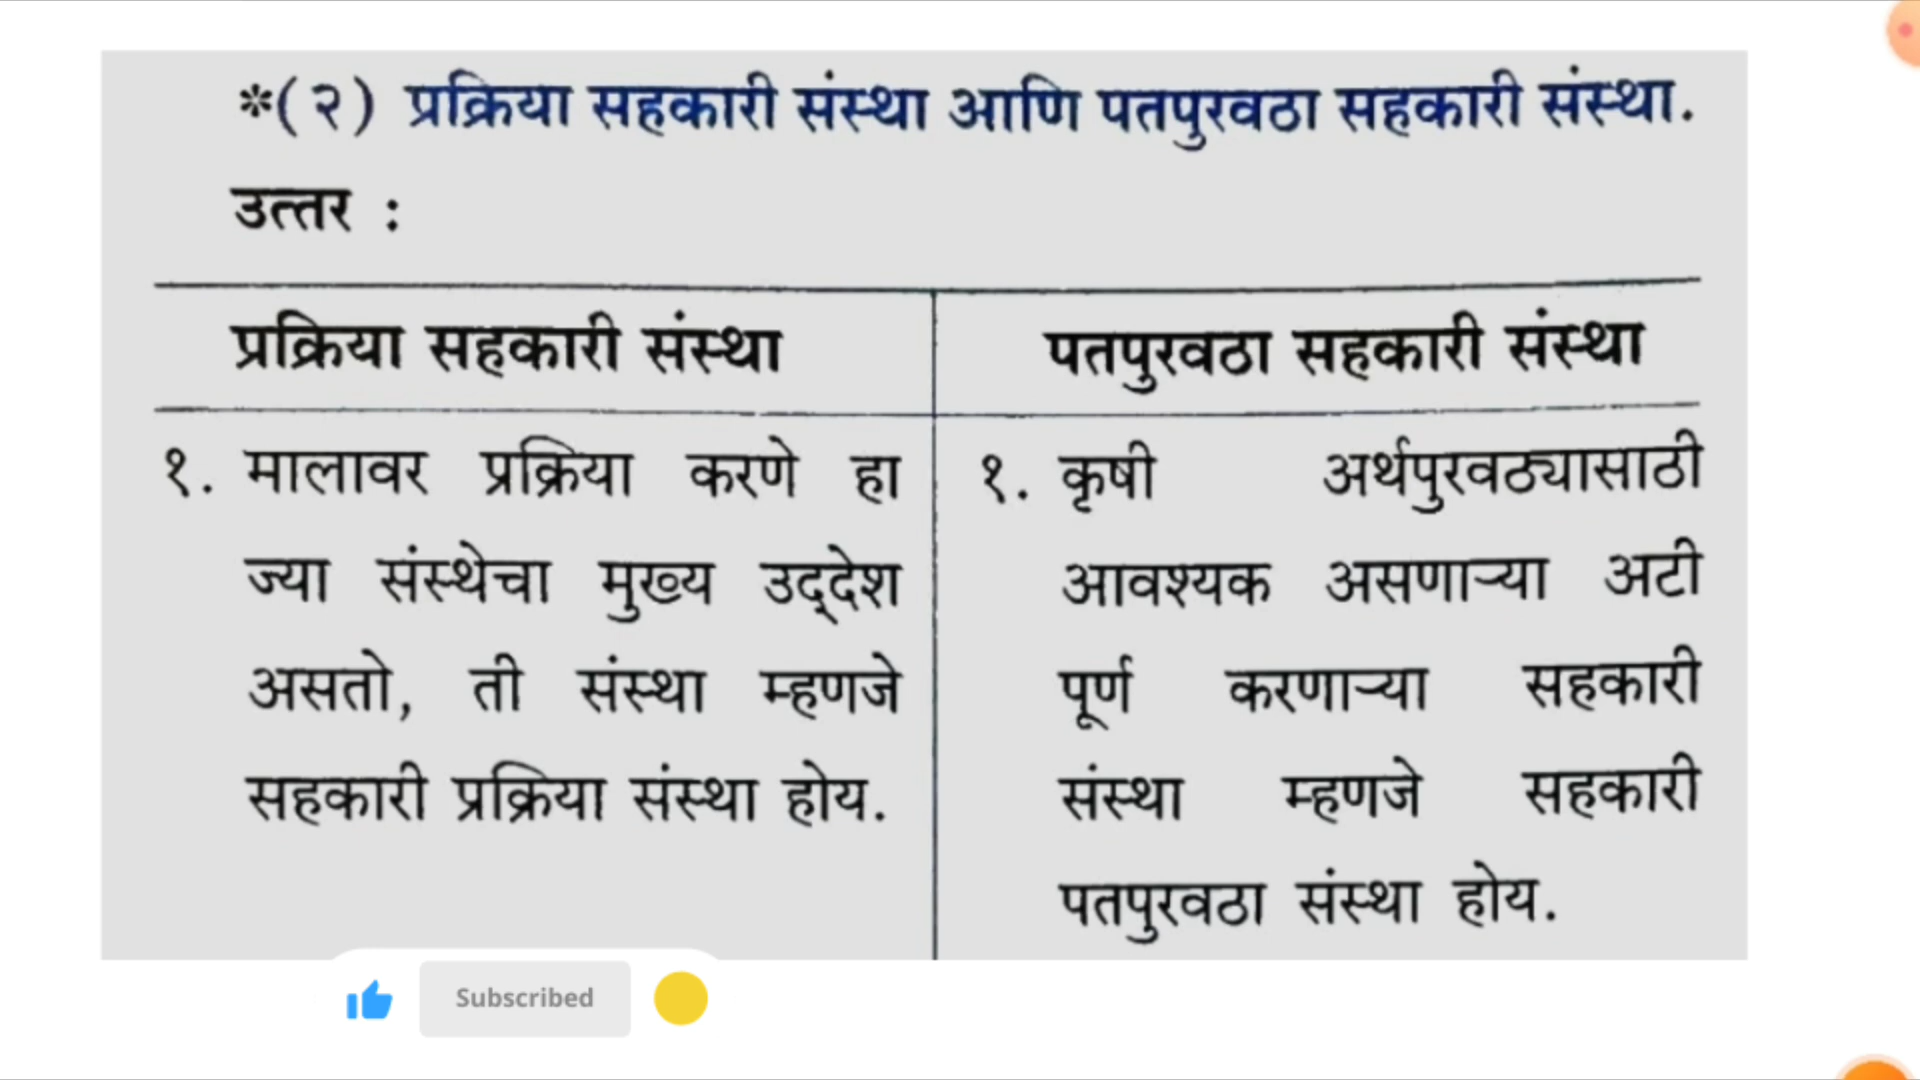 *(२) प्रक्रिया सहकारी संस्था आणि पतपुरवठा सहकारी संस्था.
उत्तर :
प्रक्रिया सहकारी संस्था
पतपुरवठा सहकारी संस्था
१. मालावर प्रक्रिया करणे हा
ज्या संस्थेचा मुख्य उद्‌देश
असतो, ती संस्था म्हणजे
सहकारी प्रक्रिया संस्था होय.
१. कृषी अर्थपुरवठ्यासाठी
आवश्यक असणाऱ्या अटी
पूर्ण करणाऱ्या सहकारी
संस्था म्हणजे सहकारी
पतपुरवठा संस्था होय.
Subscribed